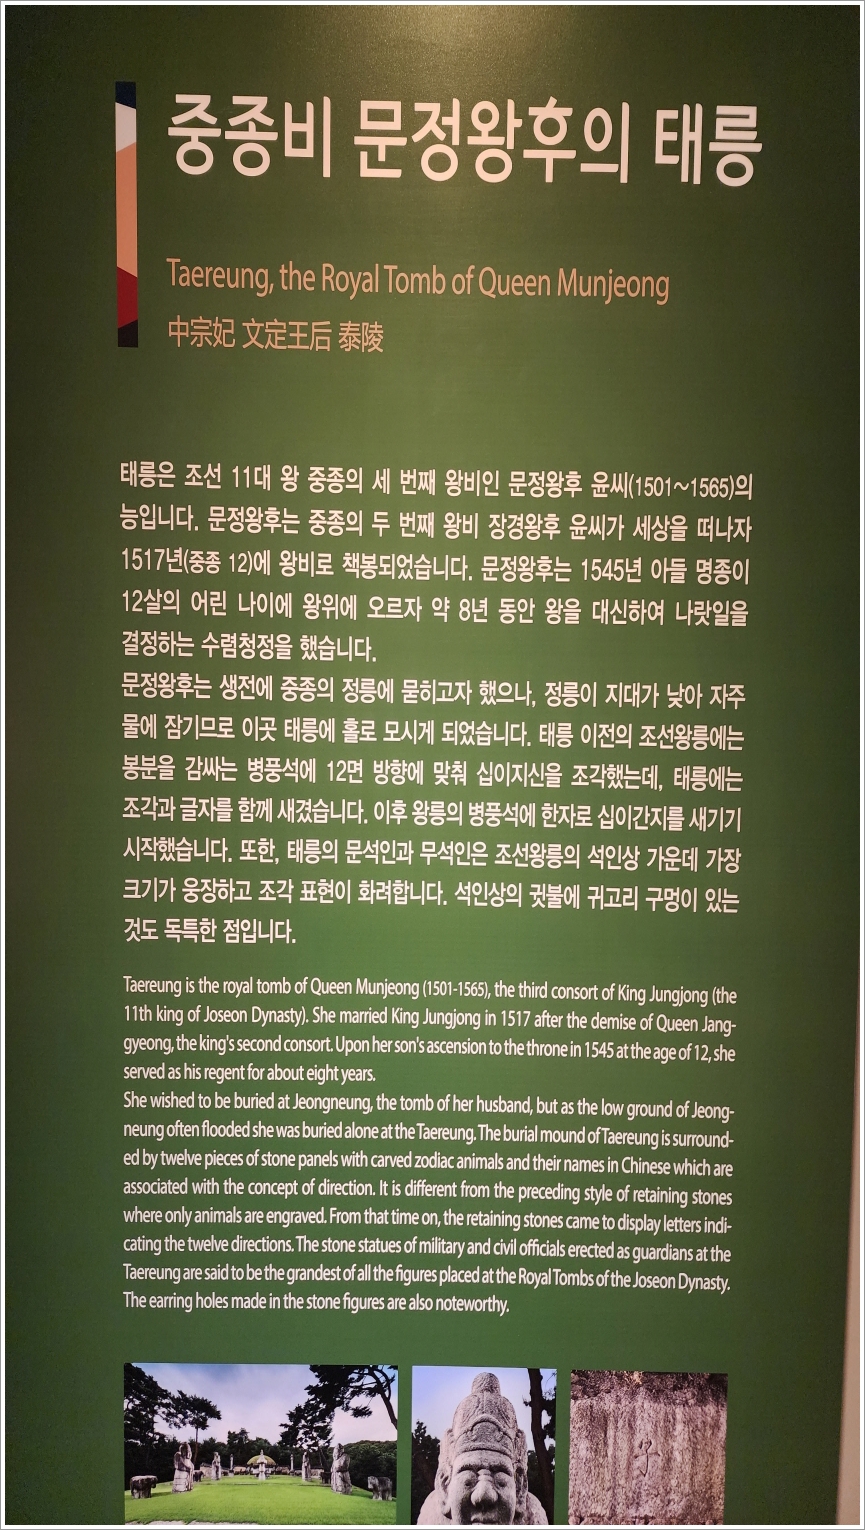 중종비 문정왕후의 태릉
Taereung, the Royal Tomb of Queen Munjeong
中宗妃 文定王后 泰陵
태릉은 조선 11대 왕 중종의 세 번째 왕비인 문정왕후 윤씨(1501~1565)의
능입니다. 문정왕후는 중종의 두 번째 왕비 장경왕후 윤씨가 세상을 떠나자
1517년(중종 12)에 왕비로 책봉되었습니다. 문정왕후는 1545년 아들 명종이
12살의 어린 나이에 왕위에 오르자 약 8년 동안 왕을 대신하여 나랏일을
결정하는 수렴청정을 했습니다.
문정왕후는 생전에 중종의 정릉에 묻히고자 했으나, 정릉이 지대가 낮아 자주
물에 잠기므로 이곳 태릉에 홀로 모시게 되었습니다. 태릉 이전의 조선왕릉에는
봉분을 감싸는 병풍석에 12면 방향에 맞춰 십이지신을 조각했는데, 태릉에는
조각과 글자를 함께 새겼습니다. 이후 왕릉의 병풍석에 한자로 십이간지를 새기기
시작했습니다. 또한, 태릉의 문석인과 무석인은 조선왕릉의 석인상 가운데 가장
크기가 웅장하고 조각 표현이 화려합니다. 석인상의 귓불에 귀고리 구멍이 있는
것도 독특한 점입니다.
Taereung is the royal tomb of Queen Munjeong (1501-1565), the third consort of King Jungjong (the
11th king of Joseon Dynasty). She married King Jungjong in 1517 after the demise of Queen Jang-
gyeong, the king's second consort. Upon her son's ascension to the throne in 1545 at the age of 12, she
served as his regent for about eight years.
She wished to be buried at Jeongneung, the tomb of her husband, but as the low ground of Jeong-
neung often flooded she was buried alone at the Taereung. The burial mound of Taereung is surround-
ed by twelve pieces of stone panels with carved zodiac animals and their names in Chinese which are
associated with the concept of direction. It is different from the preceding style of retaining stones
where only animals are engraved. From that time on, the retaining stones came to display letters indi-
cating the twelve directions. The stone statues of military and civil officials erected as guardians at the
Taereung are said to be the grandest of all the figures placed at the Royal Tombs of the Joseon Dynasty.
The earring holes made in the stone figures are also noteworthy.
子